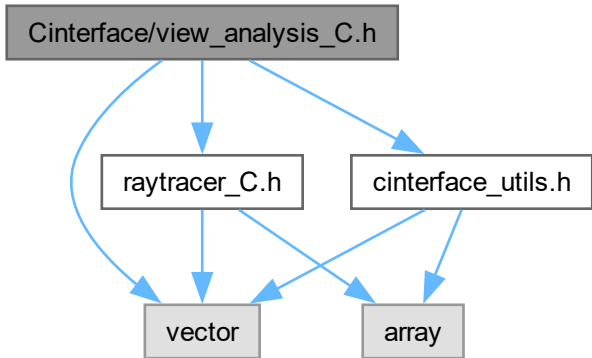 Cinterface/view_analysis_C.h
raytracer_C.h
cinterface_utils.h
vector
array